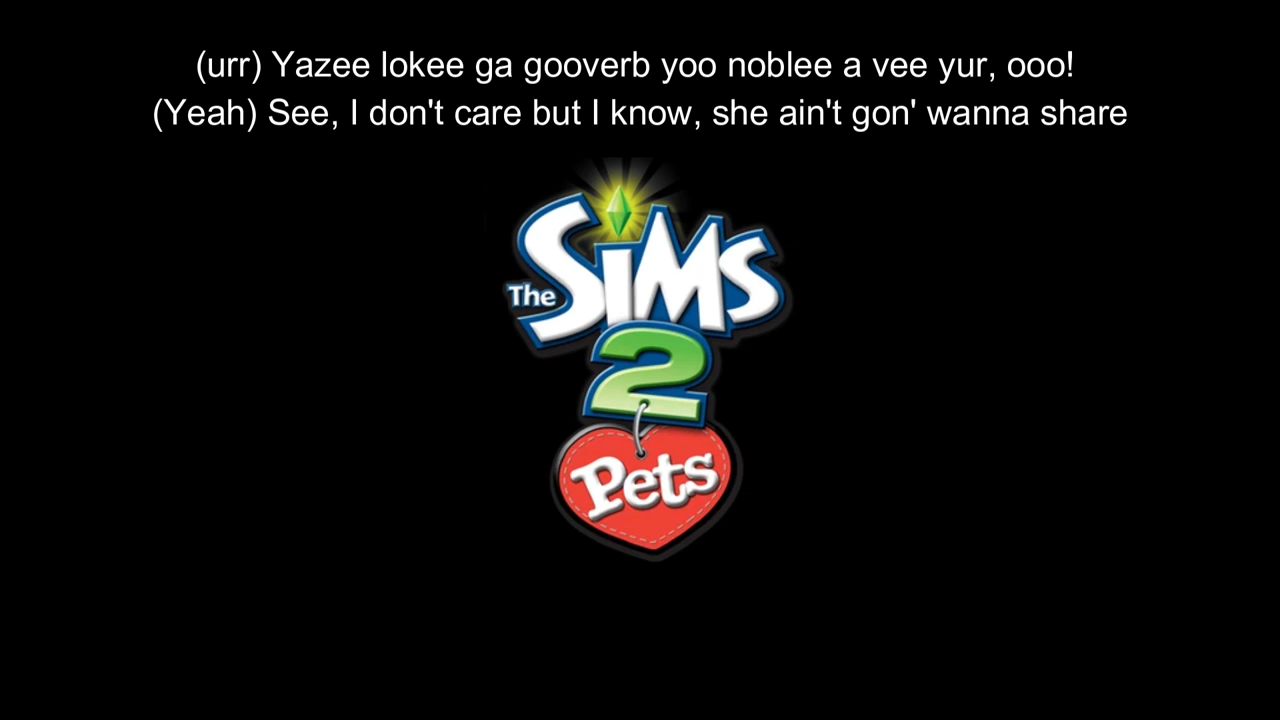 (urr) Yazee lokee ga gooverb yoo noblee a vee yur, ooo!
(Yeah) See, I don't care but I know, she ain't gon' wanna share
The SiMS
2
Pets